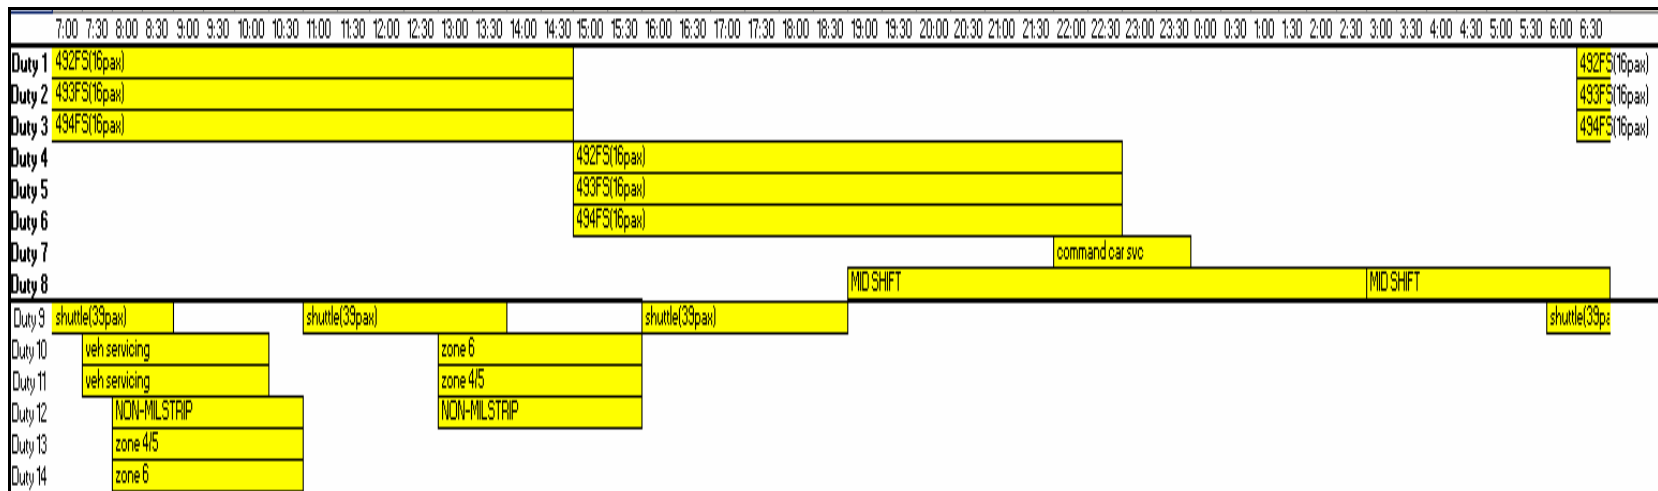 7:00 7:30 8:00 8:30 9:00 9:30 10:00 10:30 11:00 11:30 12:00 12:30 13:00 13:30 14:00 14:30 15:00 15:30 16:00 16:30 17:00 17:30 18:00 18:30 19:00 19:30 20:00 20:30 21:00 21:30 22:00 22:30 23:00 23:30 0:00 0:30 1:00 1:30 2:00 2:30 3:00 3:30 4:00 4:30 5:00 5:30 6:00 6:30
Duty 1 492FS(16pax) 492FS(16pax)
Duty 2 493FS(16pax) 493FS(16pax)
Duty 3 494FS(16pax) 494FS(16pax)
Duty 4 492FS(16pax)
Duty 5 493FS(16pax)
Duty 6 494FS(16pax)
Duty 7 command car svc
Duty 8 MID SHIFT MID SHIFT
Duty 9 shuttle(39pax) shuttle(39pax) shuttle(39pax) shuttle(39pa
Duty 10 veh servicing zone 6
Duty 11 veh servicing zone 4/5
Duty 12 NON-MILSTRIP NON-MILSTRIP
Duty 13 zone 4/5
Duty 14 zone 6